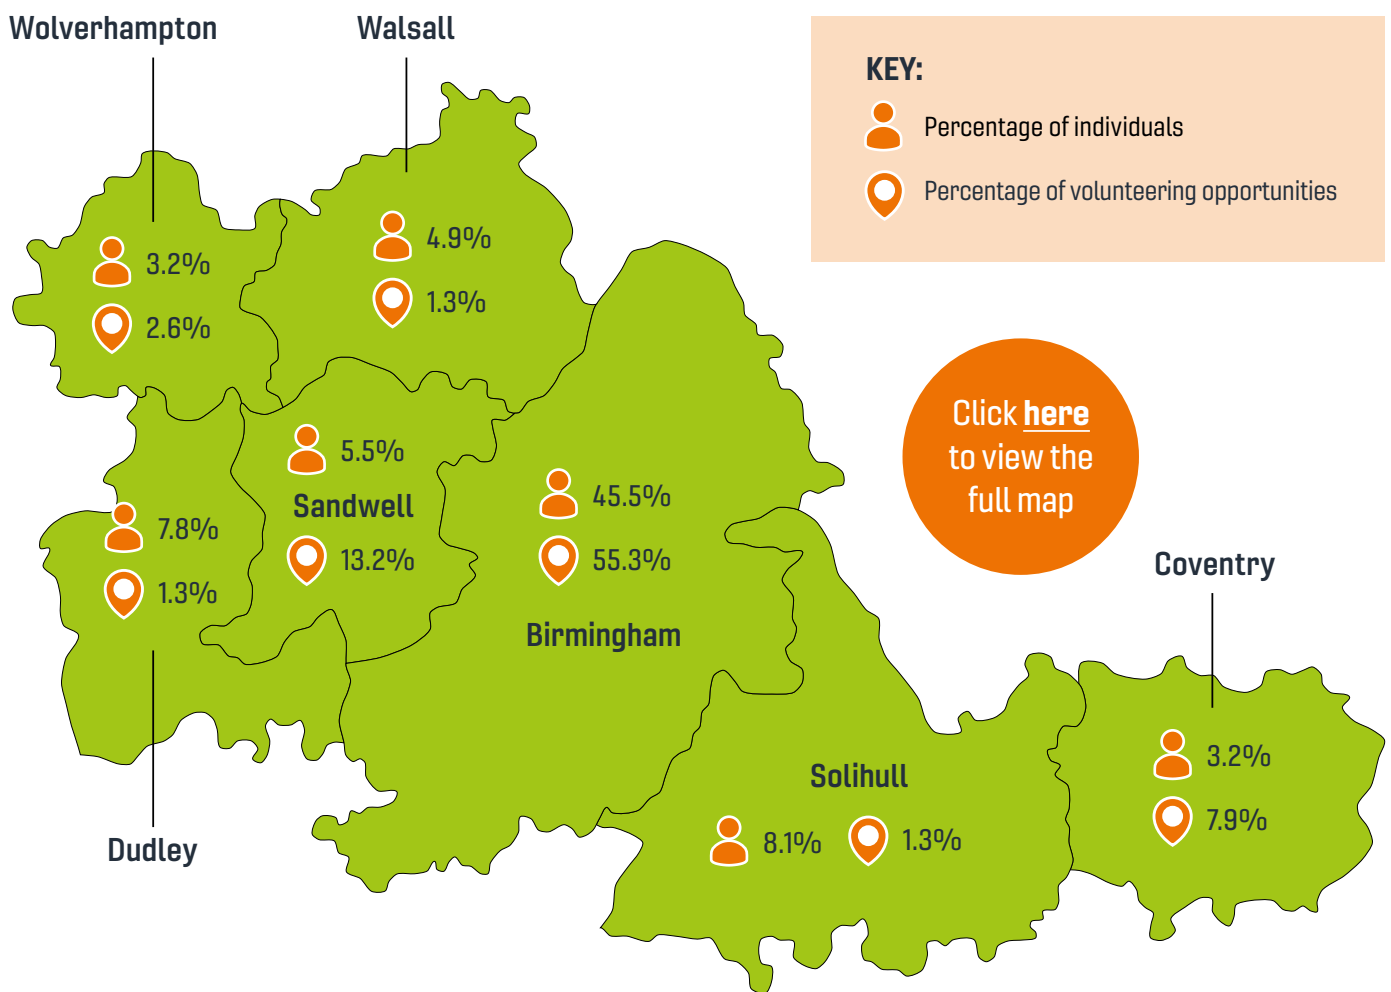 Wolverhampton
Walsall
KEY:
Percentage of individuals
Percentage of volunteering opportunities
4.9%
1.3%
3.2%
2.6%
Click here
to view the
full map
5.5%
Sandwell
13.2%
45.5%
55.3%
Birmingham
7.8%
1.3%
Dudley
Coventry
3.2%
7.9%
Solihull
8.1%
1.3%